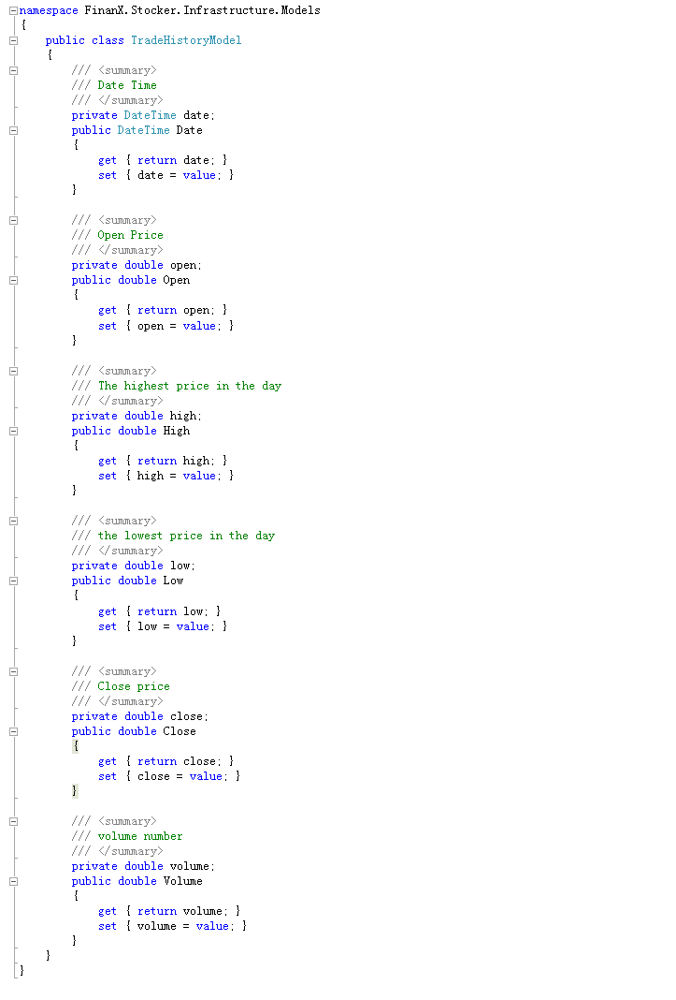 namespace FinanX.Stocker.Infrastructure.Models
{
    public class TradeHistoryModel
    {
        /// <summary>
        /// Date Time
        /// </summary>
        private DateTime date;
        public DateTime Date
        {
            get { return date; }
            set { date = value; }
        }

        /// <summary>
        /// Open Price
        /// </summary>
        private double open;
        public double Open
        {
            get { return open; }
            set { open = value; }
        }

        /// <summary>
        /// The highest price in the day
        /// </summary>
        private double high;
        public double High
        {
            get { return high; }
            set { high = value; }
        }

        /// <summary>
        /// the lowest price in the day
        /// </summary>
        private double low;
        public double Low
        {
            get { return low; }
            set { low = value; }
        }

        /// <summary>
        /// Close price
        /// </summary>
        private double close;
        public double Close
        {
            get { return close; }
            set { close = value; }
        }

        /// <summary>
        /// volume number
        /// </summary>
        private double volume;
        public double Volume
        {
            get { return volume; }
            set { volume = value; }
        }
    }
}